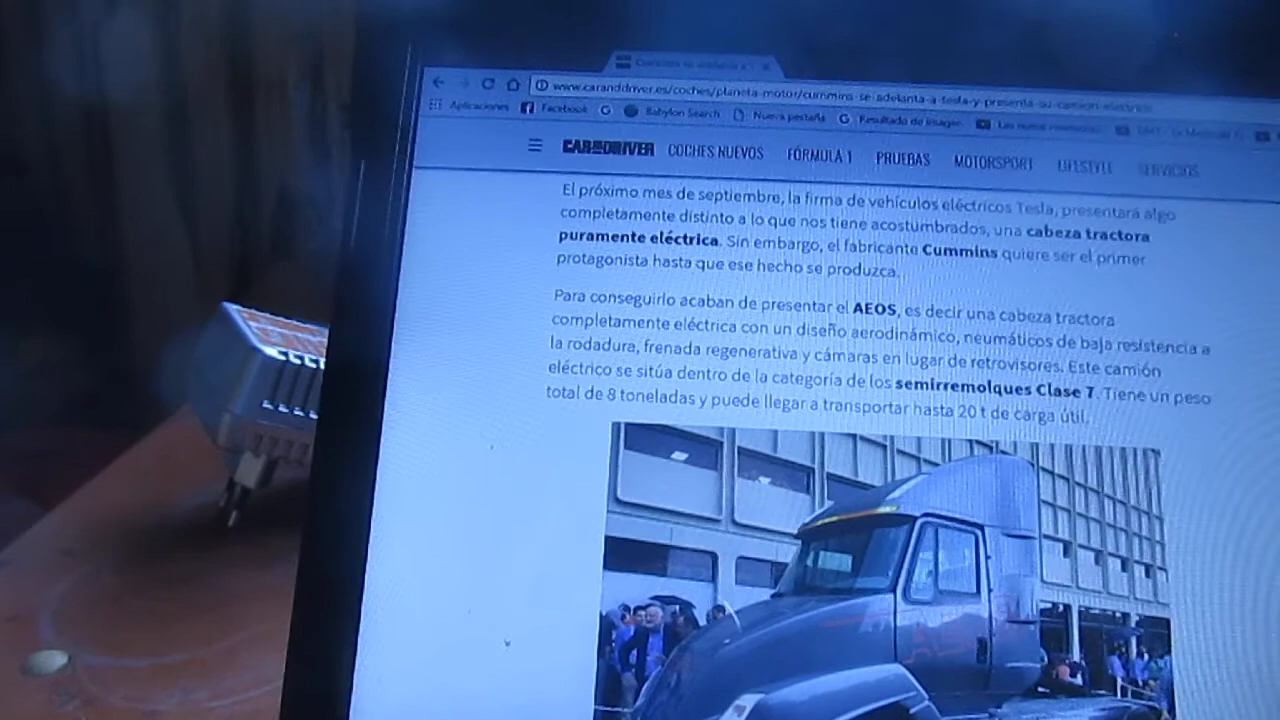 www.caranddriver.es/coches/planeta-motor/cummins-se-adelanta-a-tesla-y-presenta-su-camion-electrico
Aplicaciones Facebook Babylon Search Nueva pestaña Resultado de imagen
CAR AND DRIVER COCHES NUEVOS FÓRMULA 1 PRUEBAS MOTORSPORT LIFESTYLE SERVICIOS
El próximo mes de septiembre, la firma de vehículos eléctricos Tesla, presentará algo
completamente distinto a lo que nos tiene acostumbrados, una cabeza tractora
puramente eléctrica. Sin embargo, el fabricante Cummins quiere ser el primer
protagonista hasta que ese hecho se produzca.
Para conseguirlo acaban de presentar el AEOS, es decir una cabeza tractora
completamente eléctrica con un diseño aerodinámico, neumáticos de baja resistencia a
la rodadura, frenada regenerativa y cámaras en lugar de retrovisores. Este camión
eléctrico se sitúa dentro de la categoría de los semirremolques Clase 7. Tiene un peso
total de 8 toneladas y puede llegar a transportar hasta 20 t de carga útil.